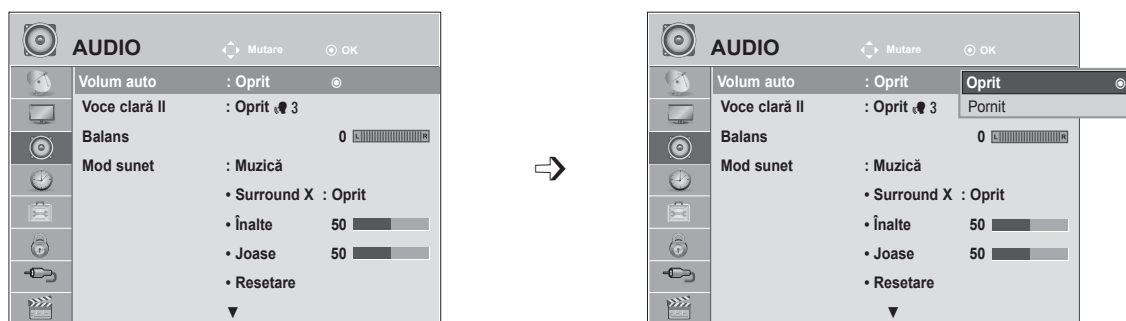 AUDIO Mutare OK
Volum auto : Oprit
Voce clară II : Oprit 3
Balans 0 L R
Mod sunet : Muzică
• Surround X : Oprit
• Înalte 50
• Joase 50
• Resetare
▼
AUDIO Mutare OK
Volum auto : Oprit Oprit
Voce clară II : Oprit 3 Pornit
Balans 0 L R
Mod sunet : Muzică
• Surround X : Oprit
• Înalte 50
• Joase 50
• Resetare
▼